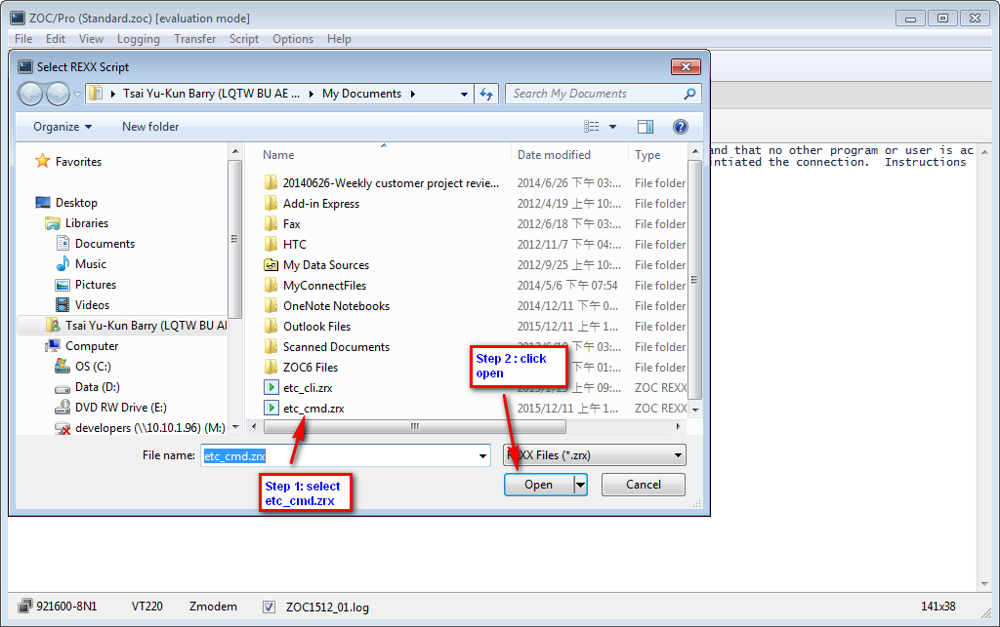 ZOC/Pro (Standard.zoc) [evaluation mode]
File Edit View Logging Transfer Script Options Help
Select REXX Script
Tsai Yu-Kun Barry (LQTW BU AE ... My Documents
Search My Documents
Organize New folder
Favorites
Desktop
Libraries
Documents
Music
Pictures
Videos
Tsai Yu-Kun Barry (LQTW BU AE
Computer
OS (C:)
Data (D:)
DVD RW Drive (E:)
developers (\\10.10.1.96) (M:)
Name Date modified Type
20140626-Weekly customer project revie... 2014/6/26 下午 03:... File folder
Add-in Express 2012/4/19 上午 10:... File folder
Fax 2012/6/18 下午 03:... File folder
HTC 2012/11/7 下午 04:... File folder
My Data Sources 2012/9/25 上午 10:... File folder
MyConnectFiles 2014/5/6 下午 07:54 File folder
OneNote Notebooks 2014/12/11 下午 0... File folder
Outlook Files 2015/12/11 上午 1... File folder
Scanned Documents 下午 03:... File folder
ZOC6 Files 下午 01:... File folder
etc_cli.zrx 上午 09:... ZOC REXX
etc_cmd.zrx 2015/12/11 上午 1... ZOC REXX
and that no other program or user is ac
ntiated the connection. Instructions
Step 2 : click
open
File name: etc_cmd.zrx
REXX Files (*.zrx)
Step 1: select
etc_cmd.zrx
Open Cancel
921600-8N1 VT220 Zmodem ZOC1512_01.log 141x38